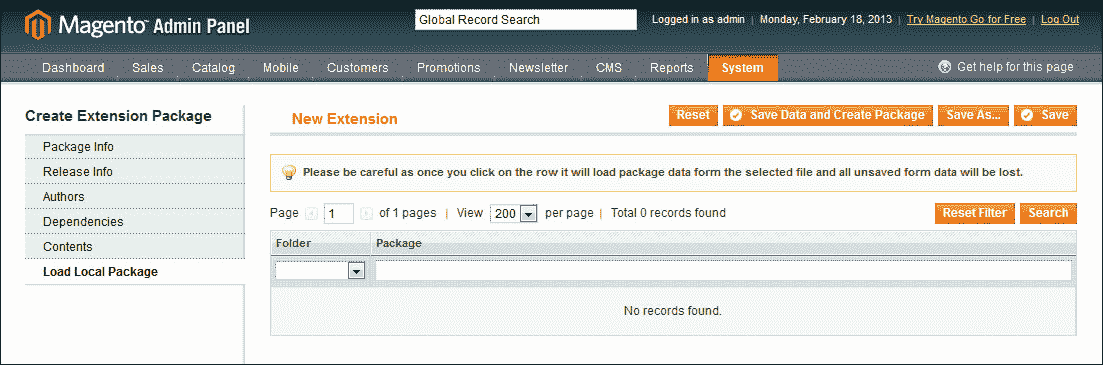 Magento™ Admin Panel
Global Record Search
Logged in as admin | Monday, February 18, 2013 | Try Magento Go for Free | Log Out
Dashboard Sales Catalog Mobile Customers Promotions Newsletter CMS Reports System Get help for this page
Create Extension Package
Package Info
Release Info
Authors
Dependencies
Contents
Load Local Package
New Extension
Reset Save Data and Create Package Save As... Save
Please be careful as once you click on the row it will load package data form the selected file and all unsaved form data will be lost.
Page 1 of 1 pages | View 200 per page | Total 0 records found
Reset Filter Search
Folder Package
No records found.